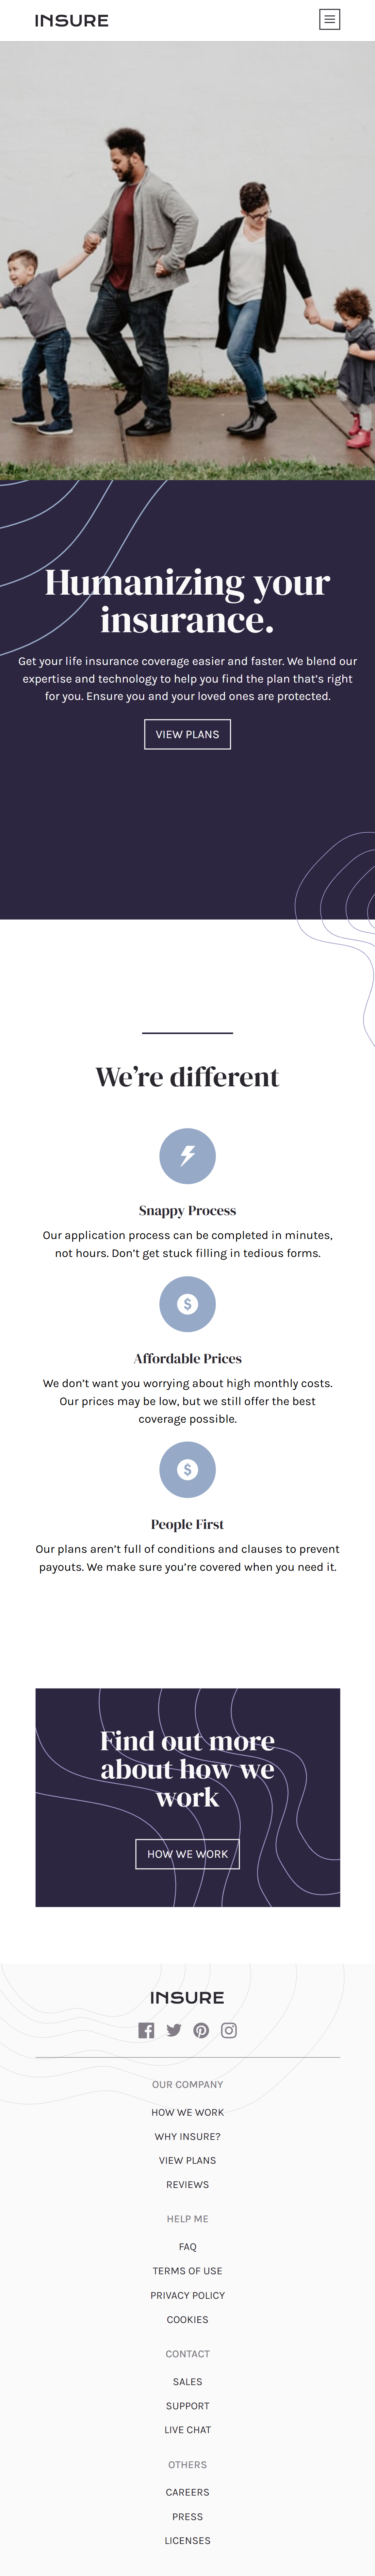 INSURE
Humanizing your
insurance.
Get your life insurance coverage easier and faster. We blend our
expertise and technology to help you find the plan that’s right
for you. Ensure you and your loved ones are protected.
VIEW PLANS
We’re different
Snappy Process
Our application process can be completed in minutes,
not hours. Don’t get stuck filling in tedious forms.
$
Affordable Prices
We don’t want you worrying about high monthly costs.
Our prices may be low, but we still offer the best
coverage possible.
$
People First
Our plans aren’t full of conditions and clauses to prevent
payouts. We make sure you’re covered when you need it.
Find out more
about how we
work
HOW WE WORK
INSURE
OUR COMPANY
HOW WE WORK
WHY INSURE?
VIEW PLANS
REVIEWS
HELP ME
FAQ
TERMS OF USE
PRIVACY POLICY
COOKIES
CONTACT
SALES
SUPPORT
LIVE CHAT
OTHERS
CAREERS
PRESS
LICENSES